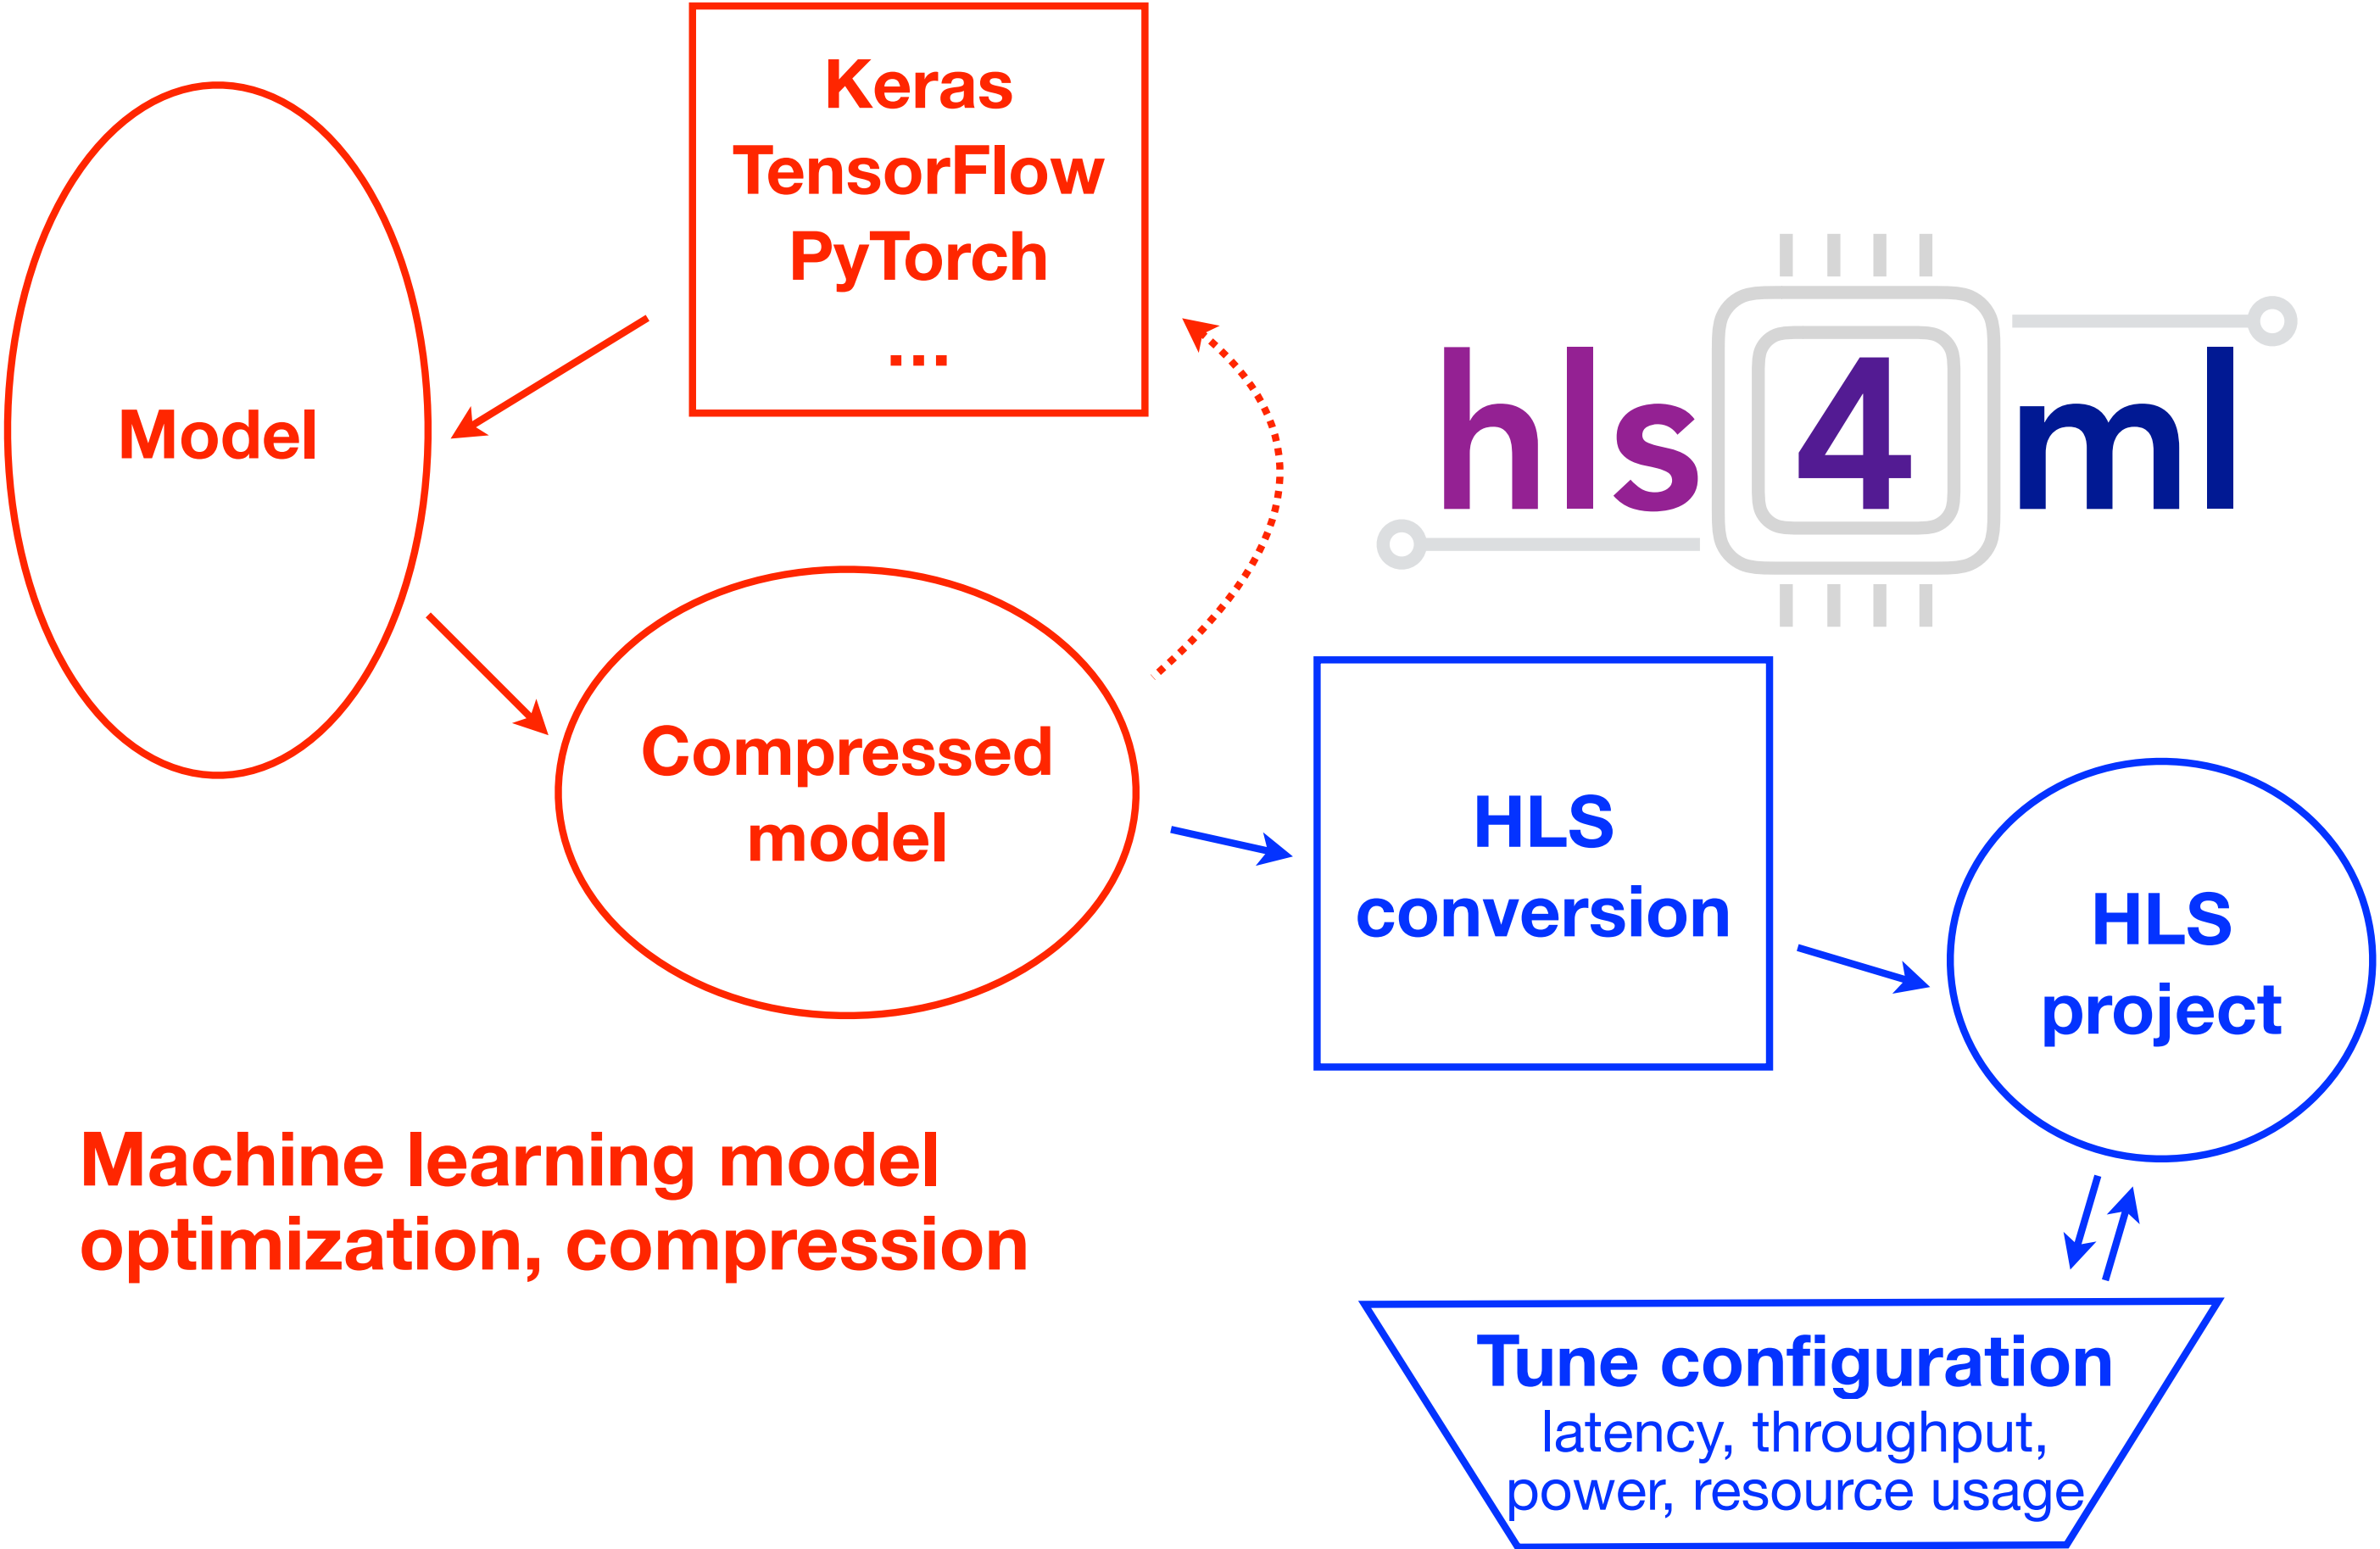 Keras
TensorFlow
PyTorch
...
Model
hls4ml
Compressed
model
HLS
conversion
HLS
project
Machine learning model
optimization, compression
Tune configuration
latency, throughput,
power, resource usage